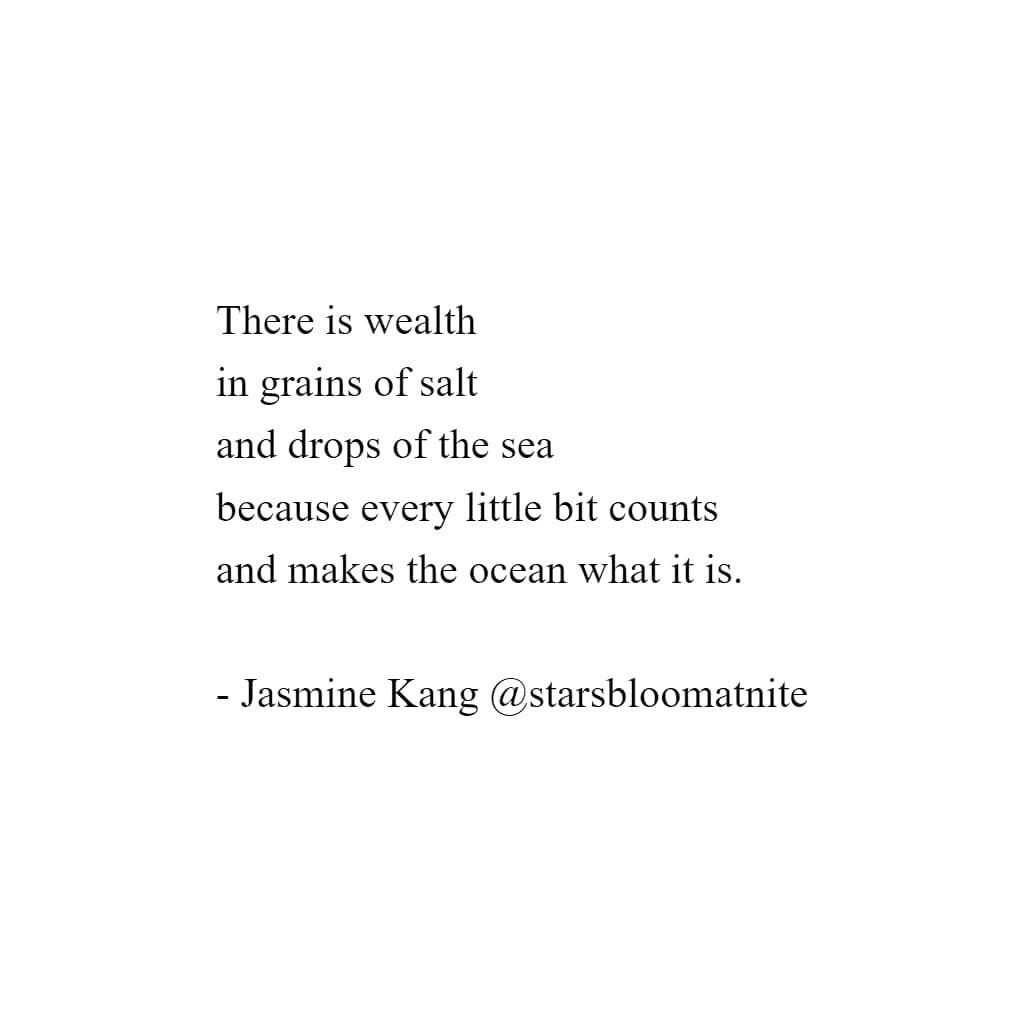 There is wealth
in grains of salt
and drops of the sea
because every little bit counts
and makes the ocean what it is.
- Jasmine Kang @starsbloomatnite